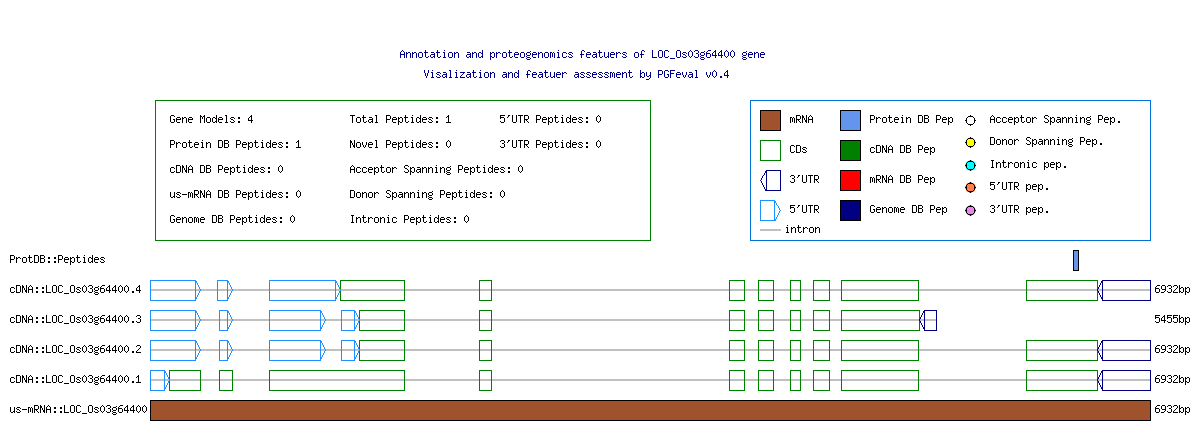 Annotation and proteogenomics featuers of LOC_Os03g64400 gene
Visalization and featuer assessment by PGFeval v0.4
Gene Models: 4 Total Peptides: 1 5'UTR Peptides: 0
Protein DB Peptides: 1 Novel Peptides: 0 3'UTR Peptides: 0
cDNA DB Peptides: 0 Acceptor Spanning Peptides: 0
us-mRNA DB Peptides: 0 Donor Spanning Peptides: 0
Genome DB Peptides: 0 Intronic Peptides: 0
mRNA Protein DB Pep Acceptor Spanning Pep.
CDs cDNA DB Pep Donor Spanning Pep.
3'UTR mRNA DB Pep Intronic pep.
5'UTR Genome DB Pep 5'UTR pep.
intron 3'UTR pep.
ProtDB::Peptides
cDNA::LOC_Os03g64400.4 6932bp
cDNA::LOC_Os03g64400.3 5455bp
cDNA::LOC_Os03g64400.2 6932bp
cDNA::LOC_Os03g64400.1 6932bp
us-mRNA::LOC_Os03g64400 6932bp